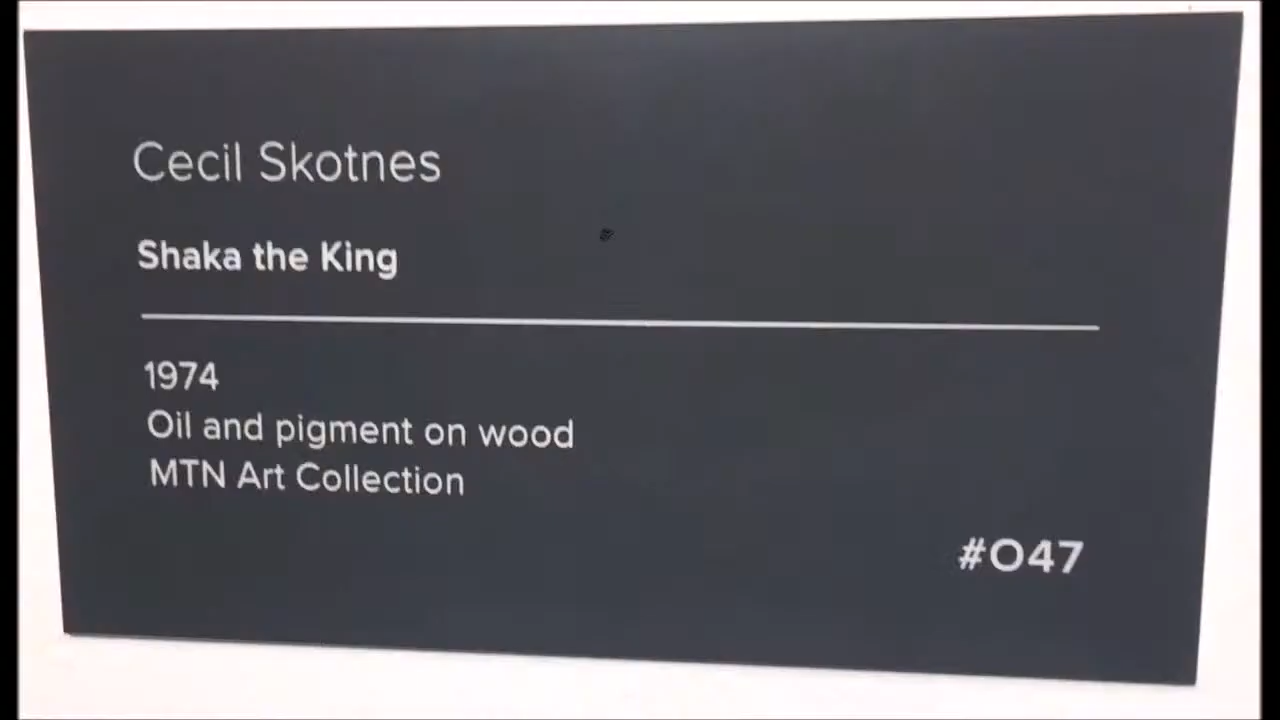 Cecil Skotnes
Shaka the King
1974
Oil and pigment on wood
MTN Art Collection
#047